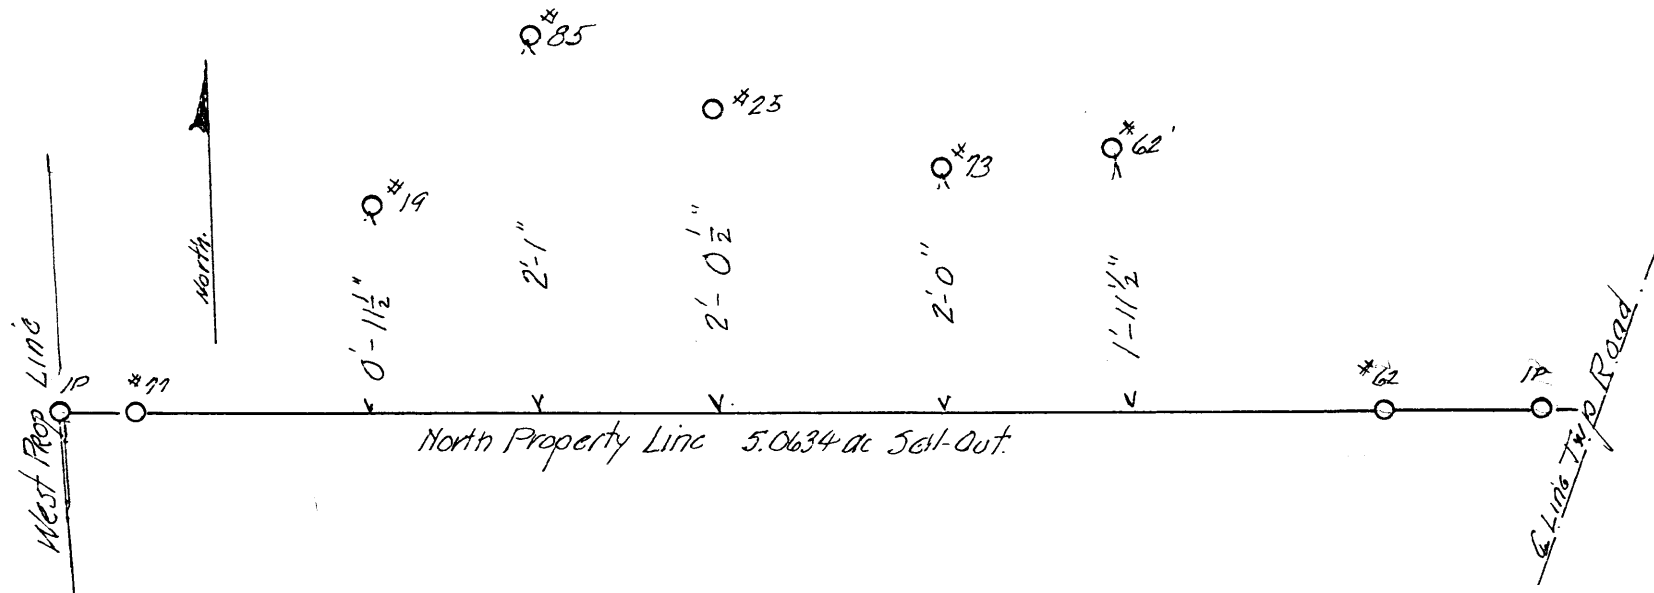 #85
#25
#62'
#73
#19
North.
0'-11½"
2'-1"
2'-0½"
2'-0"
1'-11½"
West Prop Line
IP
#77
#62
IP
North Property Line 5.0634 ac Sell-Out.
℄ Line Twp. Road